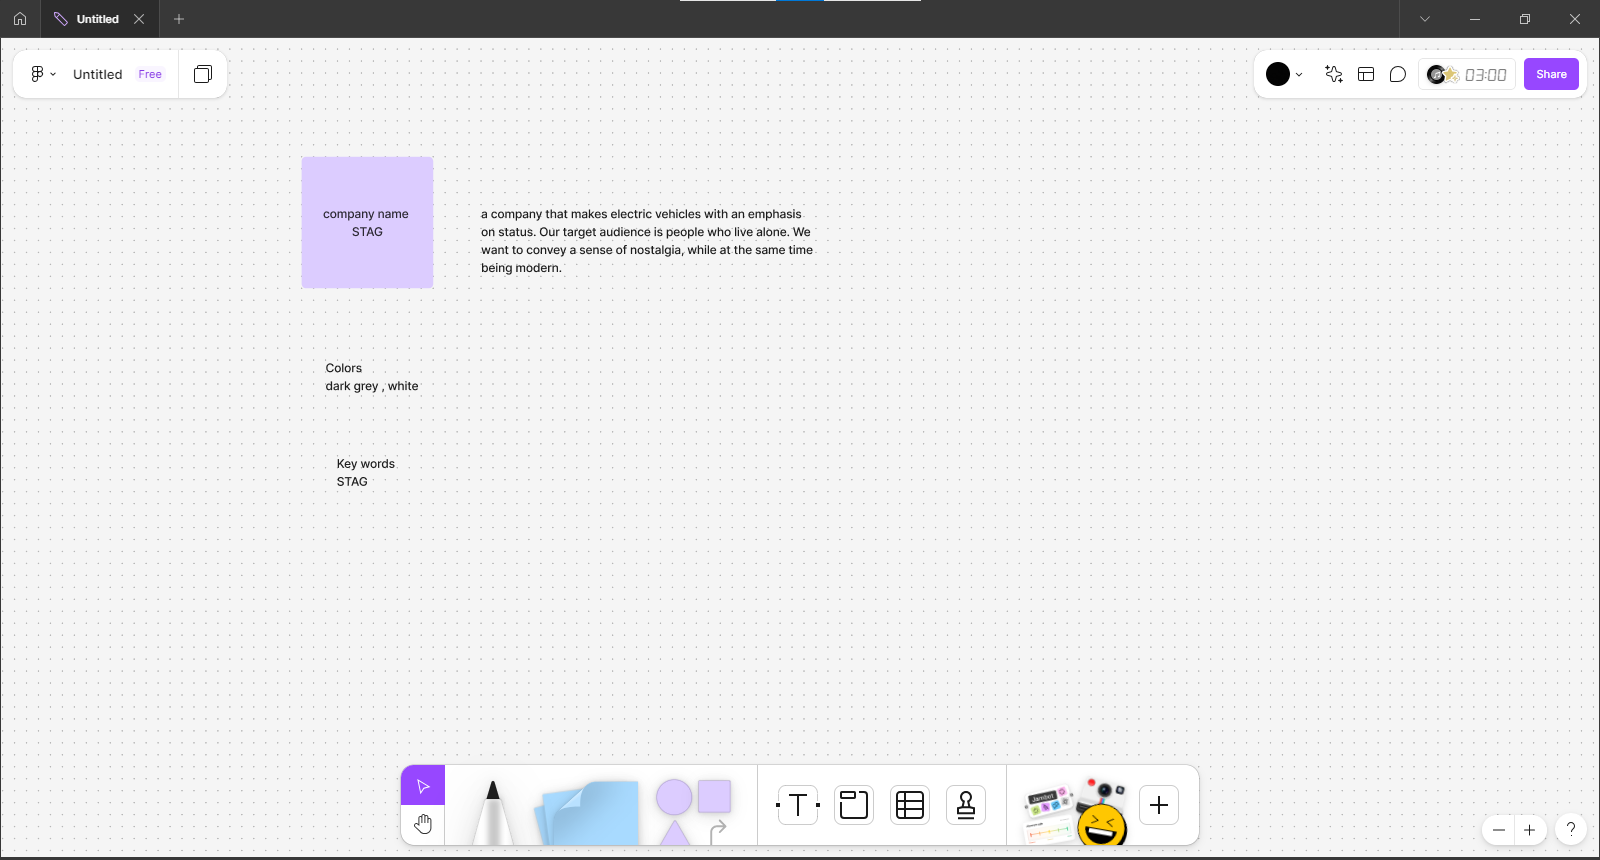 Untitled
Untitled Free
03:00
Share
company name
STAG
a company that makes electric vehicles with an emphasis
on status. Our target audience is people who live alone. We
want to convey a sense of nostalgia, while at the same time
being modern.
Colors
dark grey , white
Key words
STAG
T
Jambot
?